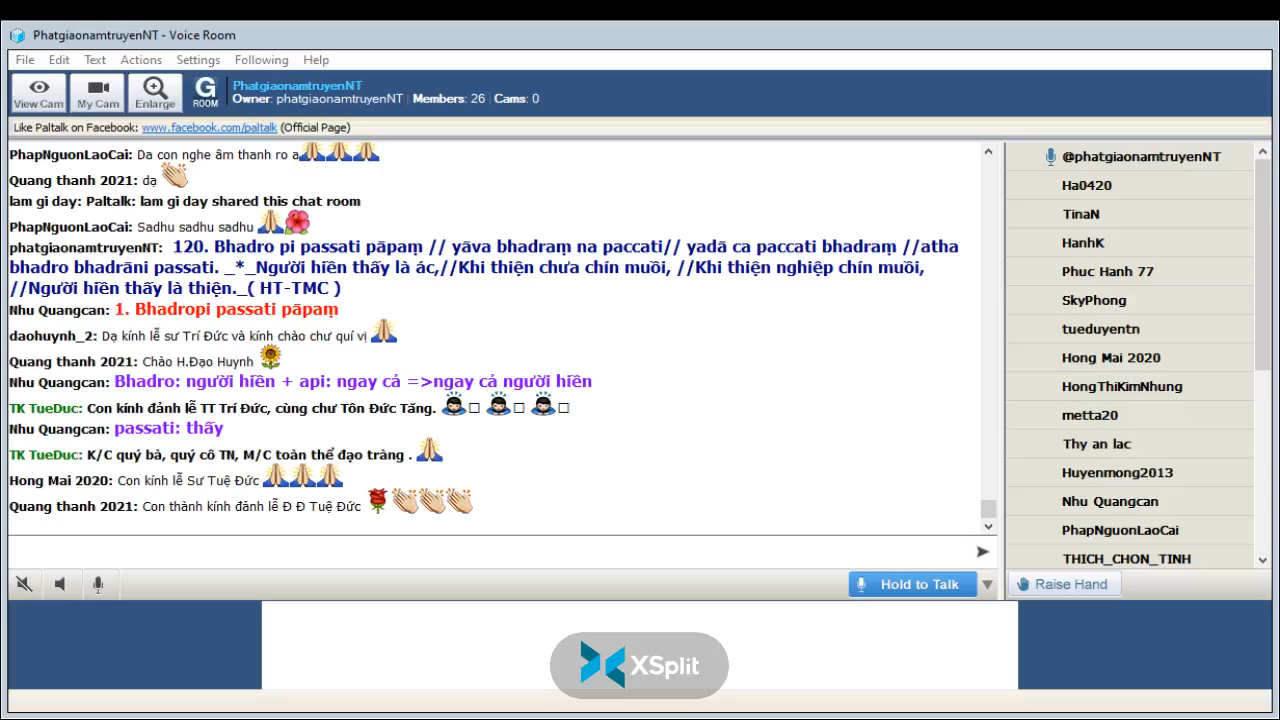 PhatgiaonamtruyenNT - Voice Room
File Edit Text Actions Settings Following Help
View Cam My Cam Enlarge G ROOM
PhatgiaonamtruyenNT
Owner: phatgiaonamtruyenNT | Members: 26 | Cams: 0
Like Paltalk on Facebook: www.facebook.com/paltalk (Official Page)
PhapNguonLaoCai: Da con nghe âm thanh ro a
Quang thanh 2021: dạ
lam gi day: Paltalk: lam gi day shared this chat room
PhapNguonLaoCai: Sadhu sadhu sadhu
phatgiaonamtruyenNT: 120. Bhadro pi passati pāpaṃ // yāva bhadraṃ na paccati// yadā ca paccati bhadraṃ //atha
bhadro bhadrāni passati. _*_Người hiền thấy là ác,//Khi thiện chưa chín muồi, //Khi thiện nghiệp chín muồi,
//Người hiền thấy là thiện._( HT-TMC )
Nhu Quangcan: 1. Bhadropi passati pāpaṃ
daohuynh_2: Dạ kính lễ sư Trí Đức và kính chào chư quí vị
Quang thanh 2021: Chào H.Đạo Huynh
Nhu Quangcan: Bhadro: người hiền + api: ngay cả =>ngay cả người hiền
TK TueDuc: Con kính đảnh lễ TT Trí Đức, cùng chư Tôn Đức Tăng.
Nhu Quangcan: passati: thấy
TK TueDuc: K/C quý bà, quý cô TN, M/C toàn thể đạo tràng .
Hong Mai 2020: Con kính lễ Sư Tuệ Đức
Quang thanh 2021: Con thành kính đảnh lễ Đ Đ Tuệ Đức
@phatgiaonamtruyenNT
Ha0420
TinaN
HanhK
Phuc Hanh 77
SkyPhong
tueduyentn
Hong Mai 2020
HongThiKimNhung
metta20
Thy an lac
Huyenmong2013
Nhu Quangcan
PhapNguonLaoCai
THICH_CHON_TINH
Hold to Talk
Raise Hand
XSplit